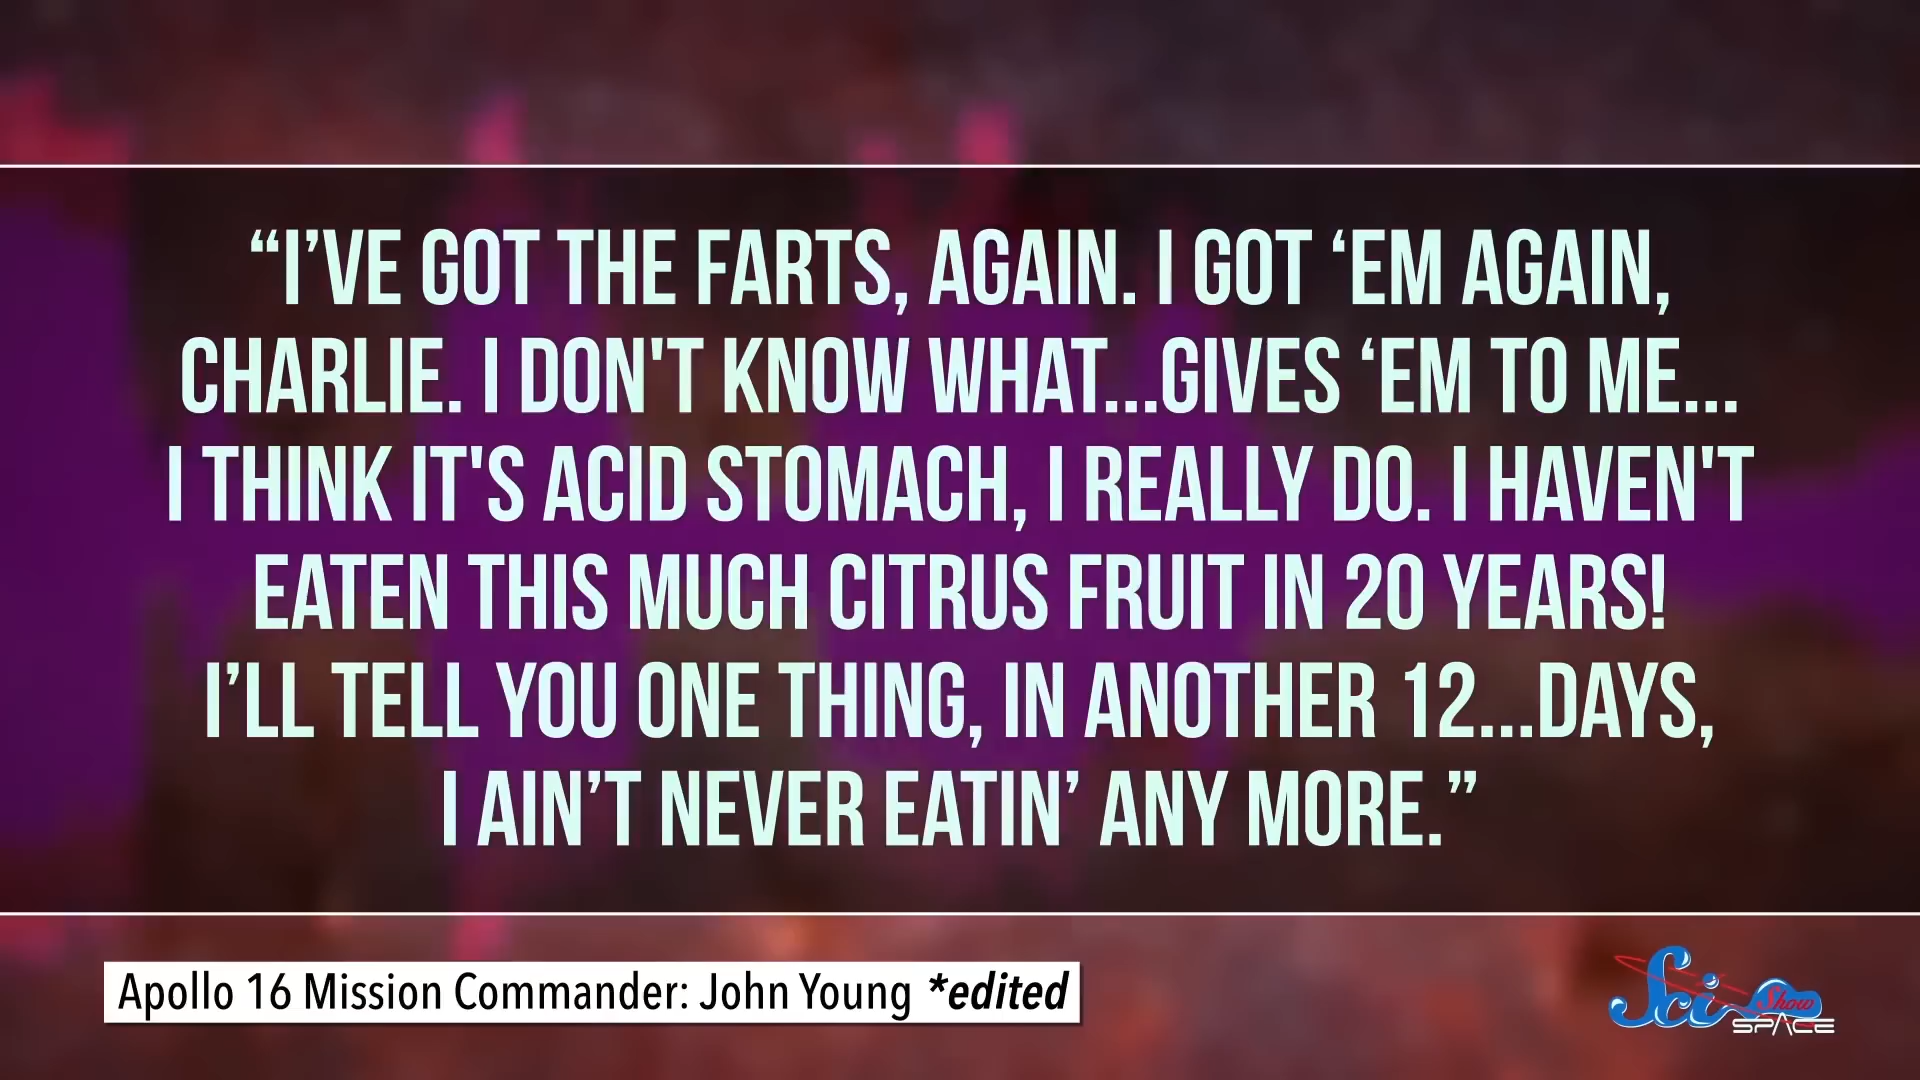 “I’VE GOT THE FARTS, AGAIN. I GOT ‘EM AGAIN,
CHARLIE. I DON'T KNOW WHAT...GIVES ‘EM TO ME...
I THINK IT'S ACID STOMACH, I REALLY DO. I HAVEN'T
EATEN THIS MUCH CITRUS FRUIT IN 20 YEARS!
I’LL TELL YOU ONE THING, IN ANOTHER 12...DAYS,
I AIN’T NEVER EATIN’ ANY MORE.”
Apollo 16 Mission Commander: John Young *edited
Sci Show
SPACE